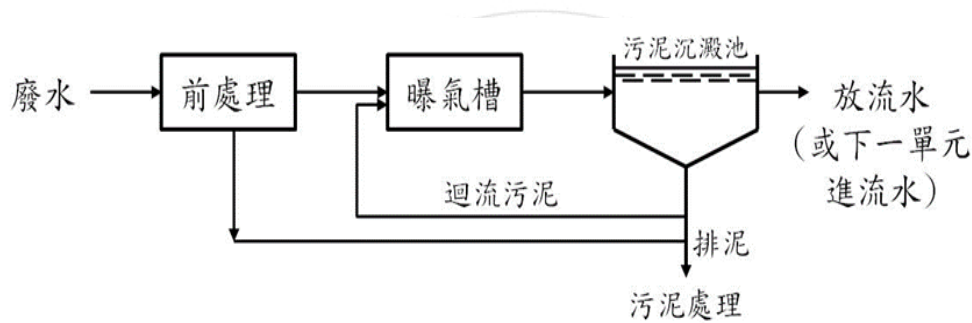 污泥沉澱池
廢水
前處理
曝氣槽
放流水
（或下一單元
進流水）
迴流污泥
排泥
污泥處理